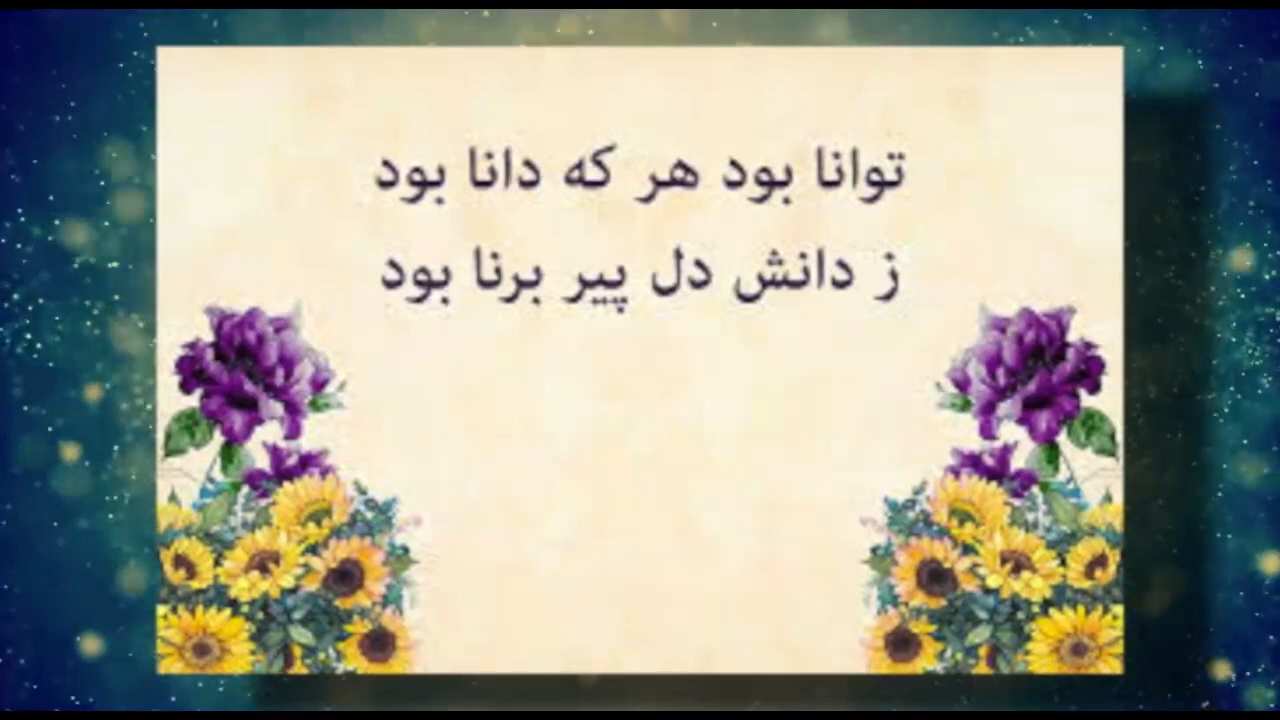 توانا بود هر که دانا بود
ز دانش دل پیر برنا بود